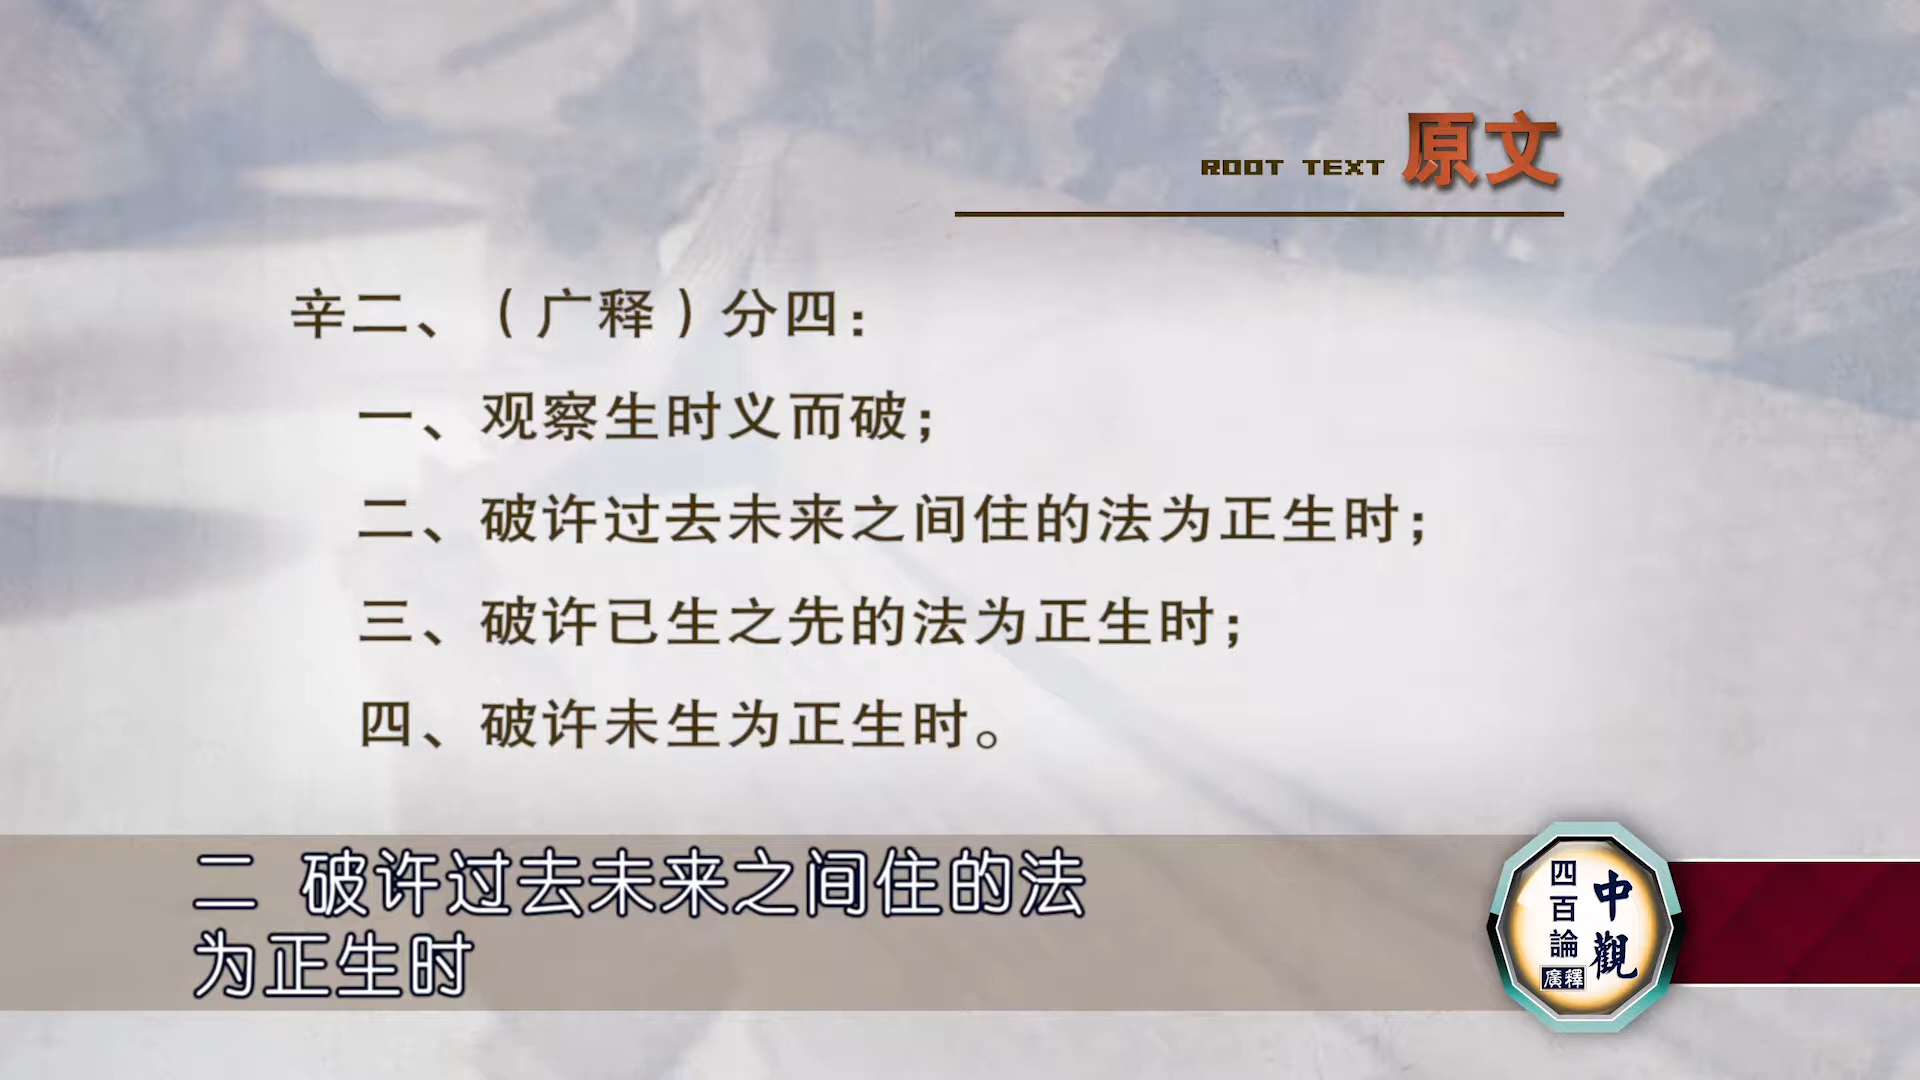 ROOT TEXT 原文
辛二、（广释）分四：
一、观察生时义而破；
二、破许过去未来之间住的法为正生时；
三、破许已生之先的法为正生时；
四、破许未生为正生时。
二 破许过去未来之间住的法
为正生时
中觀
四百論
廣釋